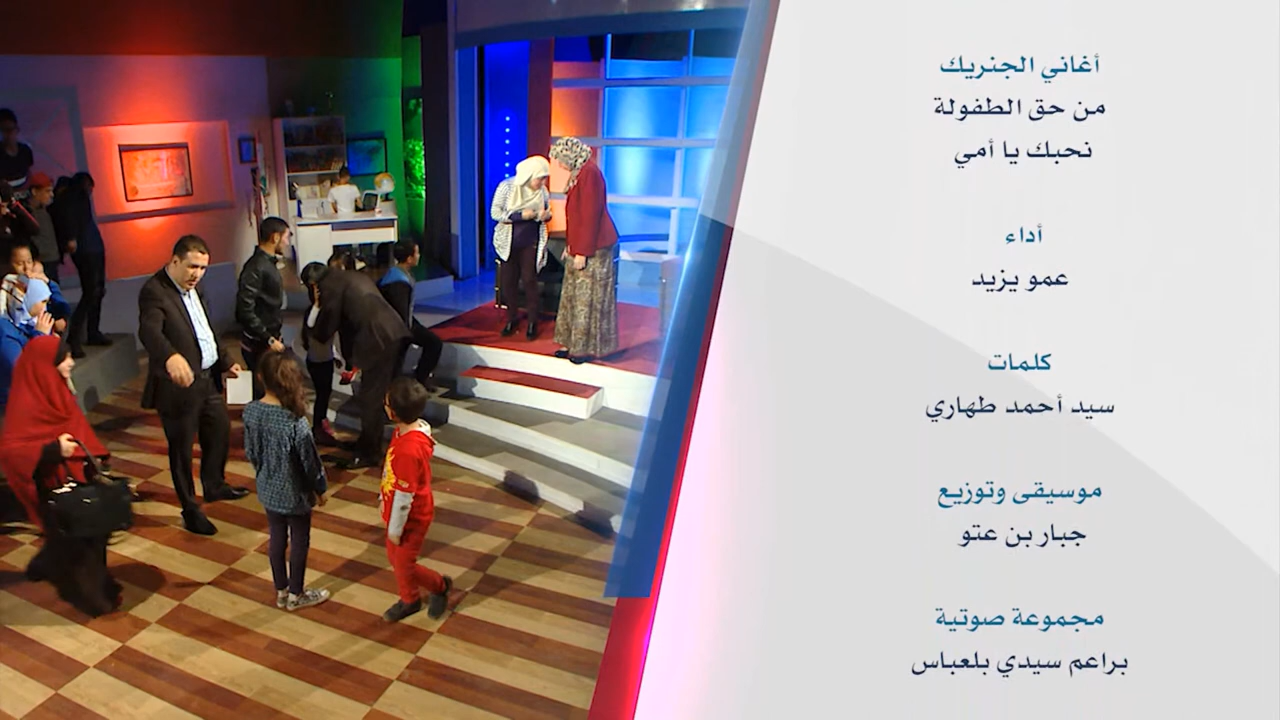 أغاني الجنريك
من حق الطفولة
نحبك يا أمي
أداء
عمو يزيد
كلمات
سيد أحمد طهاري
موسيقى وتوزيع
جبار بن عتو
مجموعة صوتية
براعم سيدي بلعباس